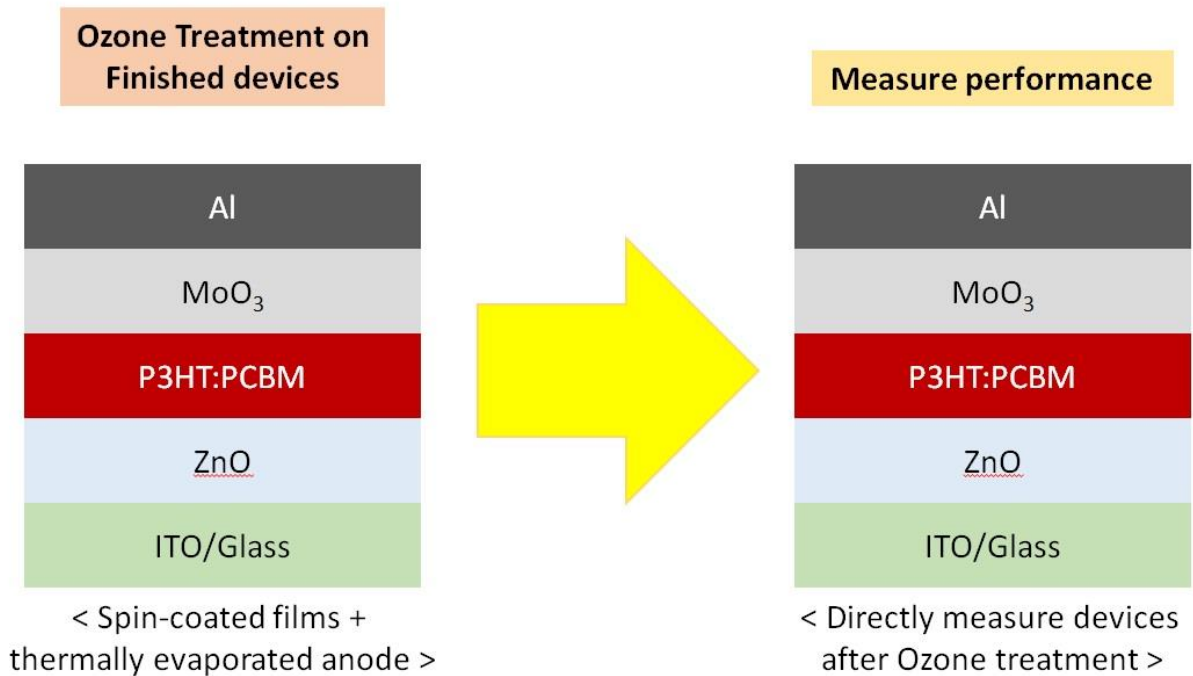 Ozone Treatment on
Finished devices
Al
MoO₃
P3HT:PCBM
ZnO
ITO/Glass
< Spin-coated films +
thermally evaporated anode >
Measure performance
Al
MoO₃
P3HT:PCBM
ZnO
ITO/Glass
< Directly measure devices
after Ozone treatment >